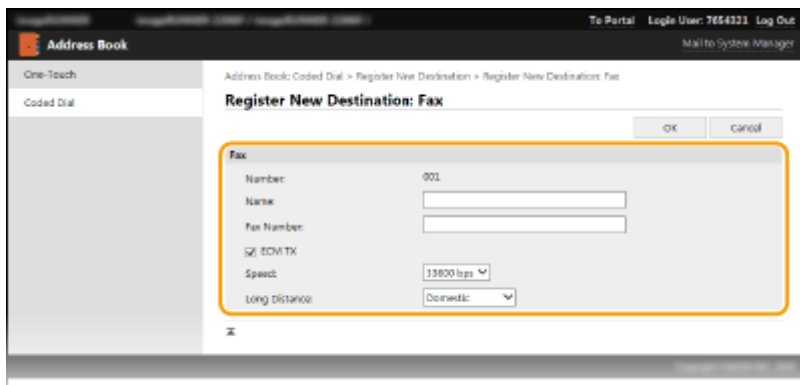 To Portal Login User: 7654321 Log Out
Address Book
Mail to System Manager
One-Touch
Coded Dial
Address Book: Coded Dial > Register New Destination > Register New Destination: Fax
Register New Destination: Fax
OK Cancel
Fax
Number: 001
Name:
Fax Number:
ECM TX
Speed: 33600 bps
Long Distance: Domestic